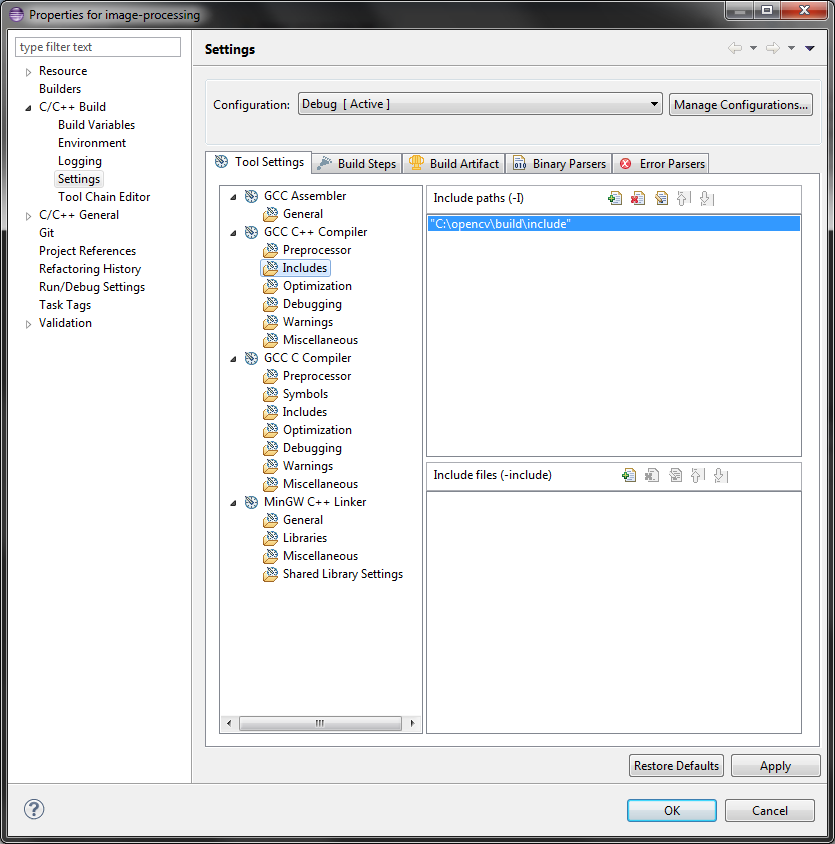 Properties for image-processing
type filter text
Resource
Builders
C/C++ Build
Build Variables
Environment
Logging
Settings
Tool Chain Editor
C/C++ General
Git
Project References
Refactoring History
Run/Debug Settings
Task Tags
Validation
Settings
Configuration: Debug [ Active ] Manage Configurations...
Tool Settings Build Steps Build Artifact Binary Parsers Error Parsers
GCC Assembler
General
GCC C++ Compiler
Preprocessor
Includes
Optimization
Debugging
Warnings
Miscellaneous
GCC C Compiler
Preprocessor
Symbols
Includes
Optimization
Debugging
Warnings
Miscellaneous
MinGW C++ Linker
General
Libraries
Miscellaneous
Shared Library Settings
Include paths (-I)
"C:\opencv\build\include"
Include files (-include)
Restore Defaults Apply
OK Cancel